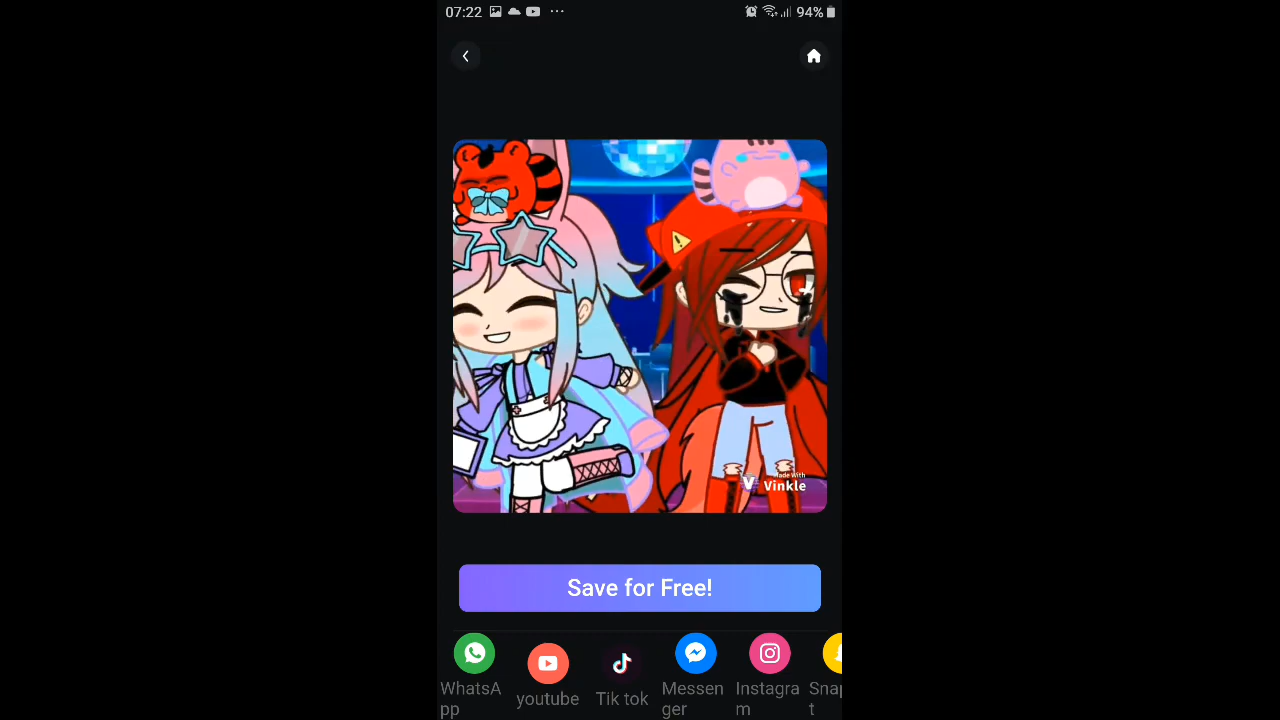 07:22 94%
Made With
Vinkle
Save for Free!
WhatsA
pp
youtube
Tik tok
Messen
ger
Instagra
m
Snap
t